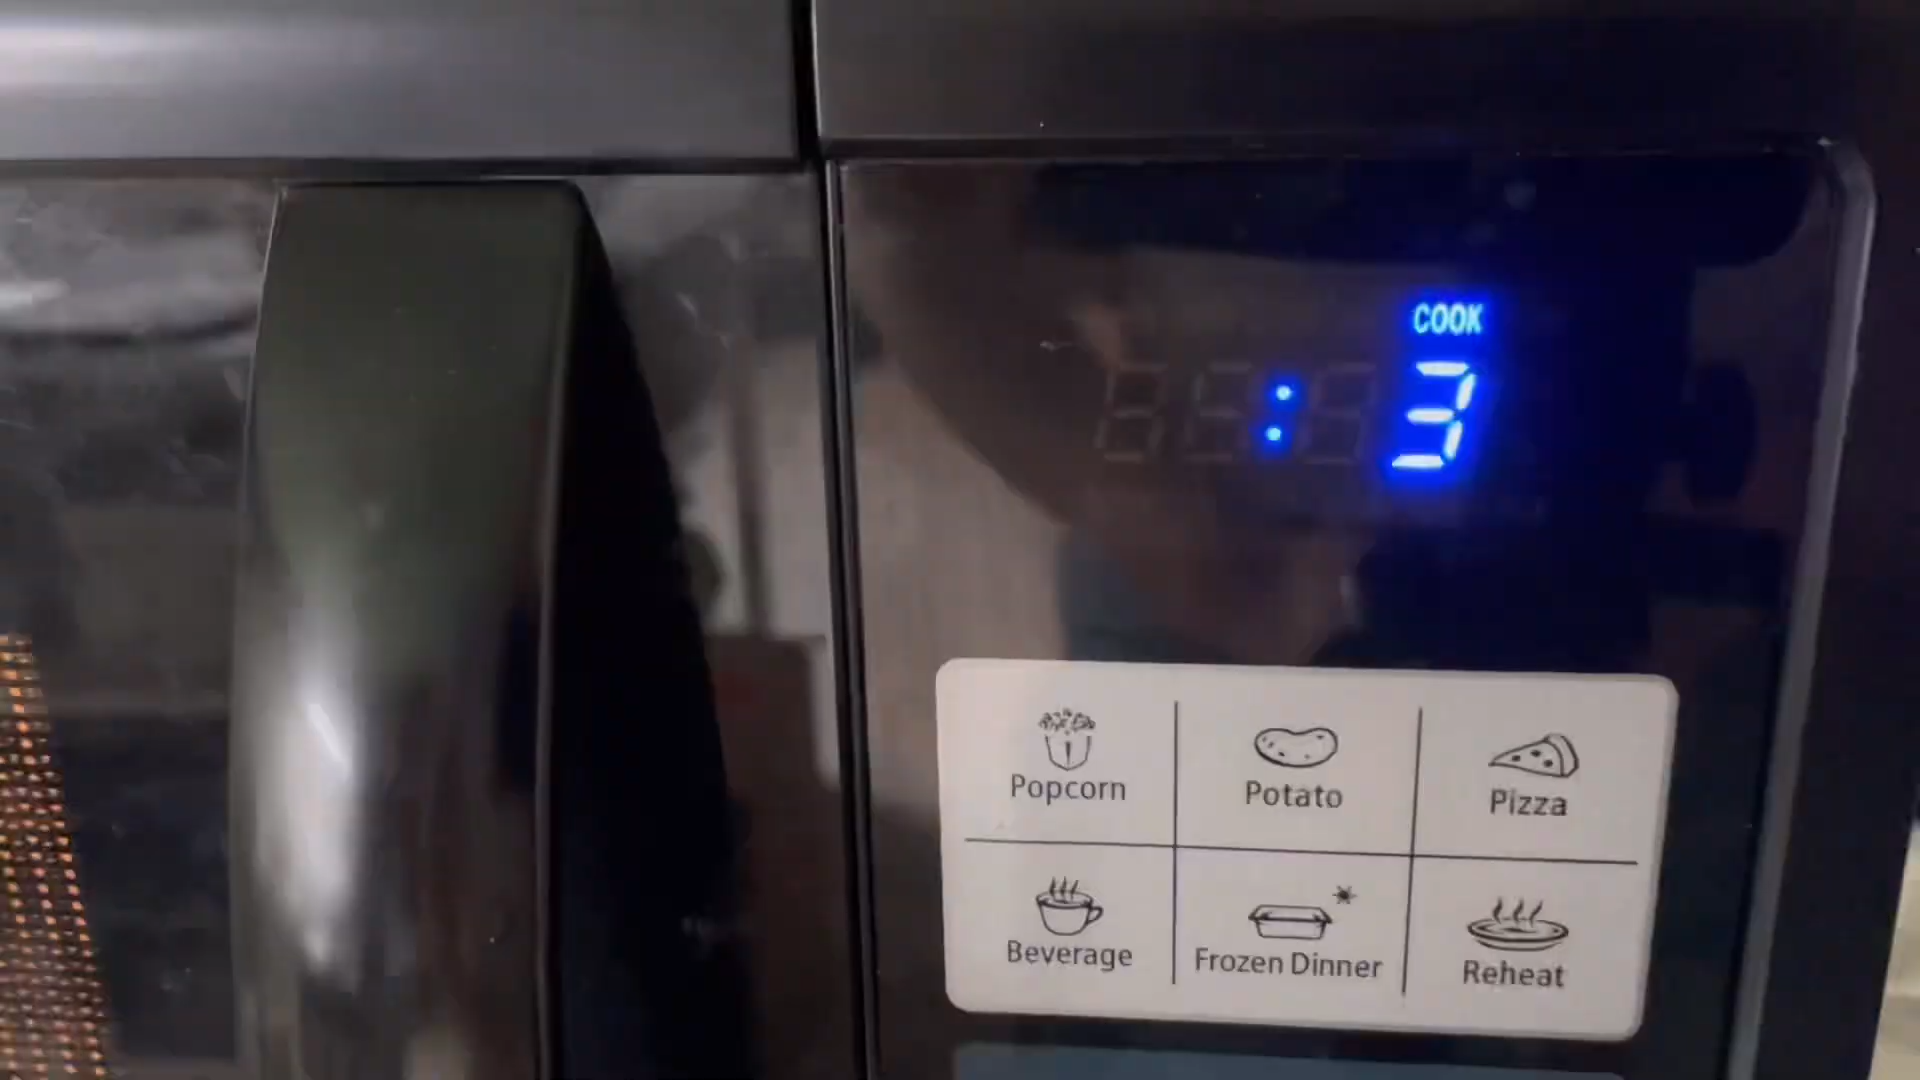 COOK
:3
Popcorn
Potato
Pizza
Beverage
Frozen Dinner
Reheat